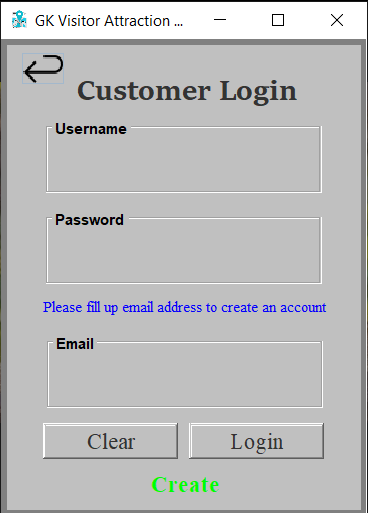 GK Visitor Attraction ...
Customer Login
Username
Password
Please fill up email address to create an account
Email
Clear
Login
Create